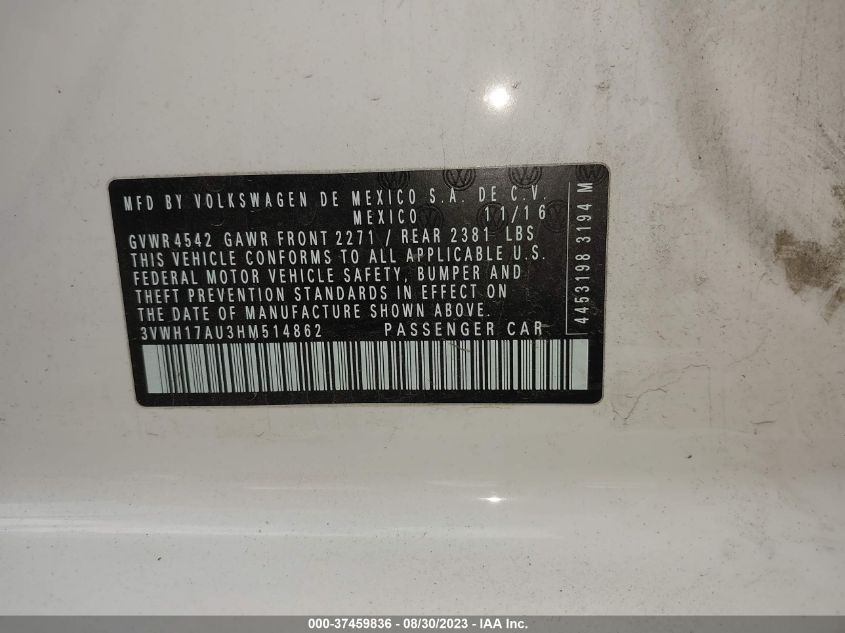 MFD BY VOLKSWAGEN DE MEXICO S.A. DE C.V.
MEXICO 11/16
GVWR 4542 GAWR FRONT 2271 / REAR 2381 LBS
THIS VEHICLE CONFORMS TO ALL APPLICABLE U.S.
FEDERAL MOTOR VEHICLE SAFETY, BUMPER AND
THEFT PREVENTION STANDARDS IN EFFECT ON
THE DATE OF MANUFACTURE SHOWN ABOVE.
3VWH17AU3HM514862 PASSENGER CAR
4453198 3194 M
000-37459836 - 08/30/2023 - IAA Inc.